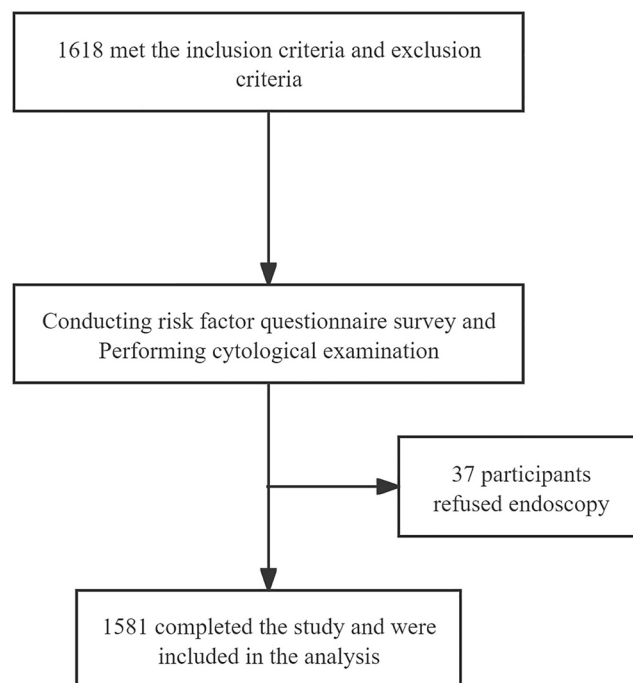 1618 met the inclusion criteria and exclusion
criteria
Conducting risk factor questionnaire survey and
Performing cytological examination
37 participants
refused endoscopy
1581 completed the study and were
included in the analysis